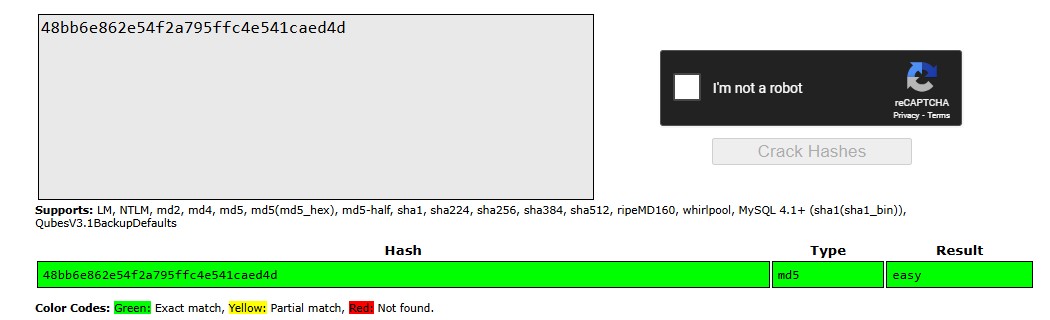 48bb6e862e54f2a795ffc4e541caed4d
I'm not a robot
reCAPTCHA
Privacy - Terms
Crack Hashes
Supports: LM, NTLM, md2, md4, md5, md5(md5_hex), md5-half, sha1, sha224, sha256, sha384, sha512, ripeMD160, whirlpool, MySQL 4.1+ (sha1(sha1_bin)),
QubesV3.1BackupDefaults
Hash Type Result
48bb6e862e54f2a795ffc4e541caed4d md5 easy
Color Codes: Green: Exact match, Yellow: Partial match, Red: Not found.